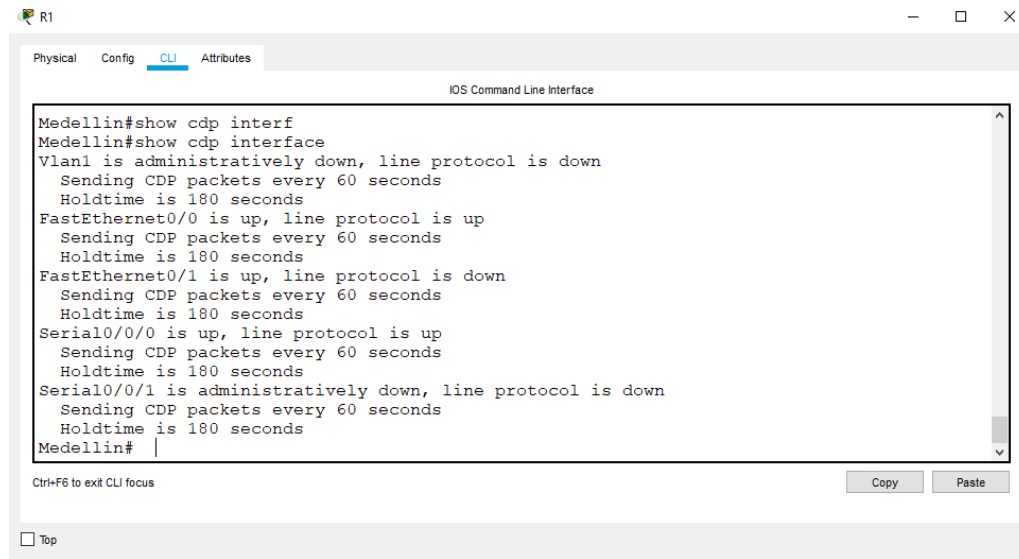 R1
Physical Config CLI Attributes
IOS Command Line Interface
Medellin#show cdp interf
Medellin#show cdp interface
Vlan1 is administratively down, line protocol is down
  Sending CDP packets every 60 seconds
  Holdtime is 180 seconds
FastEthernet0/0 is up, line protocol is up
  Sending CDP packets every 60 seconds
  Holdtime is 180 seconds
FastEthernet0/1 is up, line protocol is down
  Sending CDP packets every 60 seconds
  Holdtime is 180 seconds
Serial0/0/0 is up, line protocol is up
  Sending CDP packets every 60 seconds
  Holdtime is 180 seconds
Serial0/0/1 is administratively down, line protocol is down
  Sending CDP packets every 60 seconds
  Holdtime is 180 seconds
Medellin#
Ctrl+F6 to exit CLI focus
Copy Paste
Top